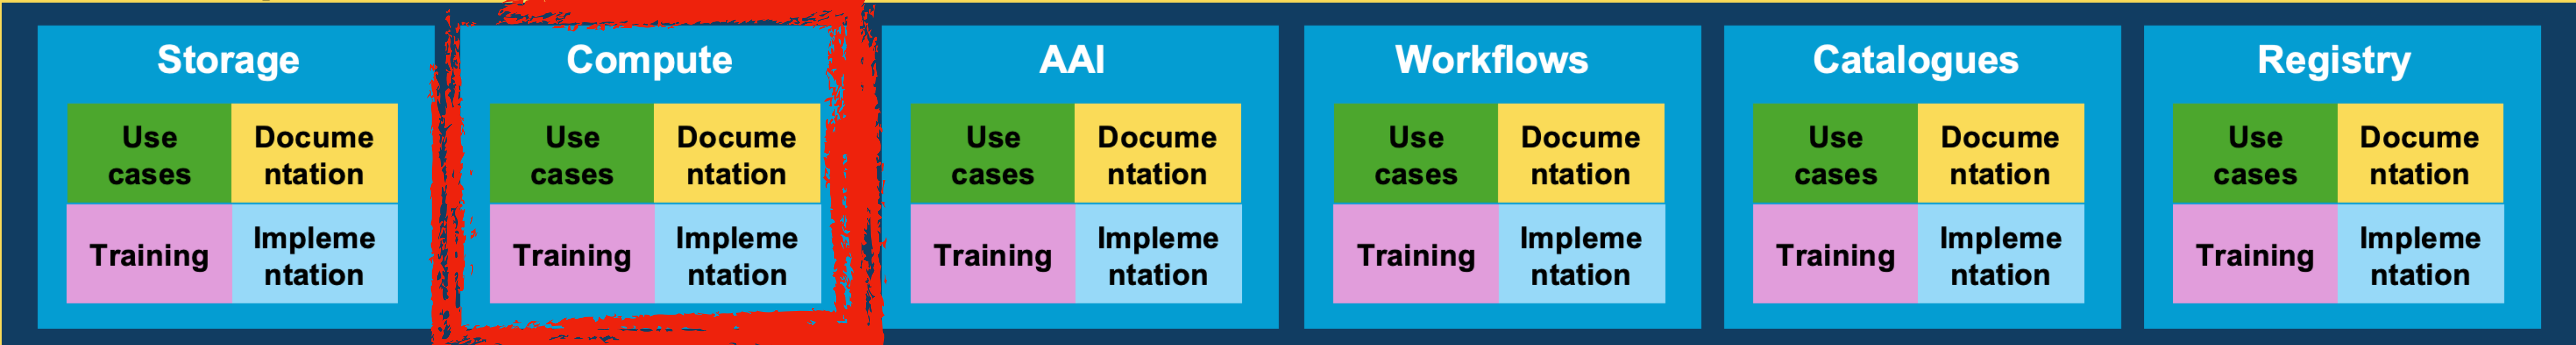 Storage
Use
cases
Docume
ntation
Training
Impleme
ntation
Compute
Use
cases
Docume
ntation
Training
Impleme
ntation
AAI
Use
cases
Docume
ntation
Training
Impleme
ntation
Workflows
Use
cases
Docume
ntation
Training
Impleme
ntation
Catalogues
Use
cases
Docume
ntation
Training
Impleme
ntation
Registry
Use
cases
Docume
ntation
Training
Impleme
ntation